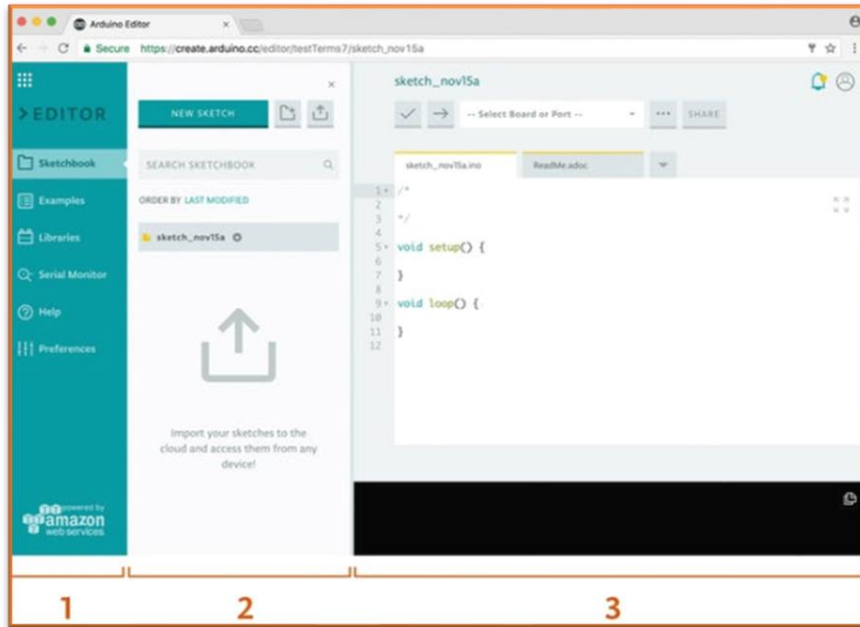 Arduino Editor
Secure https://create.arduino.cc/editor/testTerms7/sketch_nov15a
>EDITOR
Sketchbook
Examples
Libraries
Serial Monitor
Help
Preferences
powered by
amazon
web services
NEW SKETCH
SEARCH SKETCHBOOK
ORDER BY LAST MODIFIED
sketch_nov15a
Import your sketches to the
cloud and access them from any
device!
sketch_nov15a
-- Select Board or Port -- SHARE
sketch_nov15a.ino ReadMe.adoc
1 /*
2
3 */
4
5 void setup() {
6
7 }
8
9 void loop() {
10
11 }
12
1 2 3